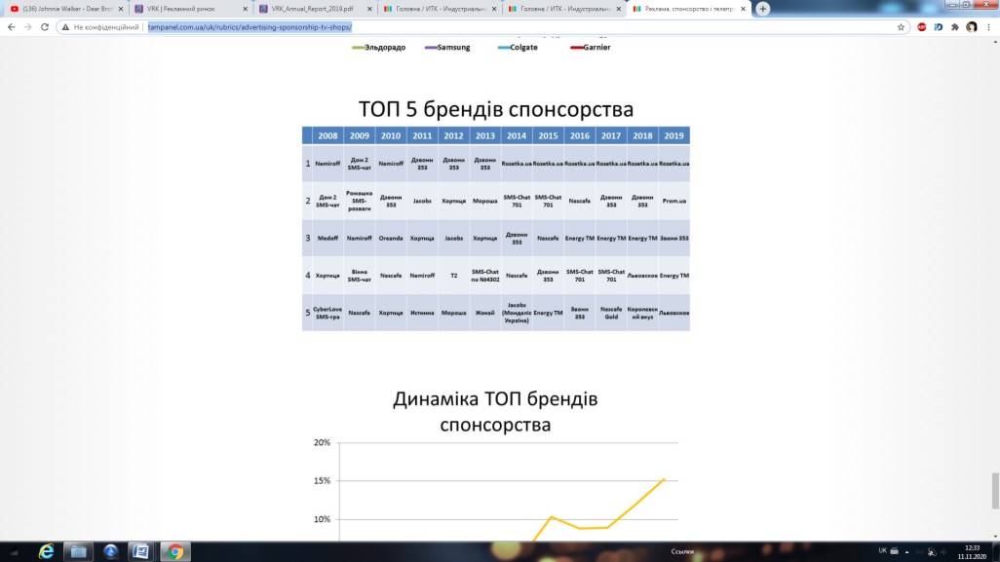 (136) Johnnie Walker - Dear Bro
VRK | Рекламний ринок
VRK_Annual_Report_2019.pdf
Головна / ИТК - Индустриальн
Головна / ИТК - Индустриальн
Реклама, спонсорство і телепр
Не конфіденційний
tampanel.com.ua/uk/rubrics/advertising-sponsorship-tv-shops/
Эльдорадо Samsung Colgate Garnier
ТОП 5 брендів спонсорства
2008 2009 2010 2011 2012 2013 2014 2015 2016 2017 2018 2019
1 Nemiroff Дом 2 SMS-чат Nemiroff Дзвони 353 Дзвони 353 Дзвони 353 Rozetka.ua Rozetka.ua Rozetka.ua Rozetka.ua Rozetka.ua Rozetka.ua
2 Дом 2 SMS-чат Ромашка SMS-розваги Дзвони 353 Jacobs Хортиця Мороша SMS-Chat 701 SMS-Chat 701 Nescafe Дзвони 353 Дзвони 353 Prom.ua
3 Medoff Nemiroff Oreanda Хортиця Jacobs Хортиця Дзвони 353 Nescafe Energy TM Energy TM Energy TM Звони 353
4 Хортиця Вікна SMS-чат Nescafe Nemiroff T2 SMS-Chat по №4302 Nescafe Дзвони 353 SMS-Chat 701 SMS-Chat 701 Львовское Energy TM
5 CyberLove SMS-гра Nescafe Хортиця Истинна Мороша Жокей Jacobs (Монделіс Україна) Energy TM Звони 353 Nescafe Gold Королевский вкус Львовское
Динаміка ТОП брендів
спонсорства
20%
15%
10%
Ссылки
UK
12:33
11.11.2020